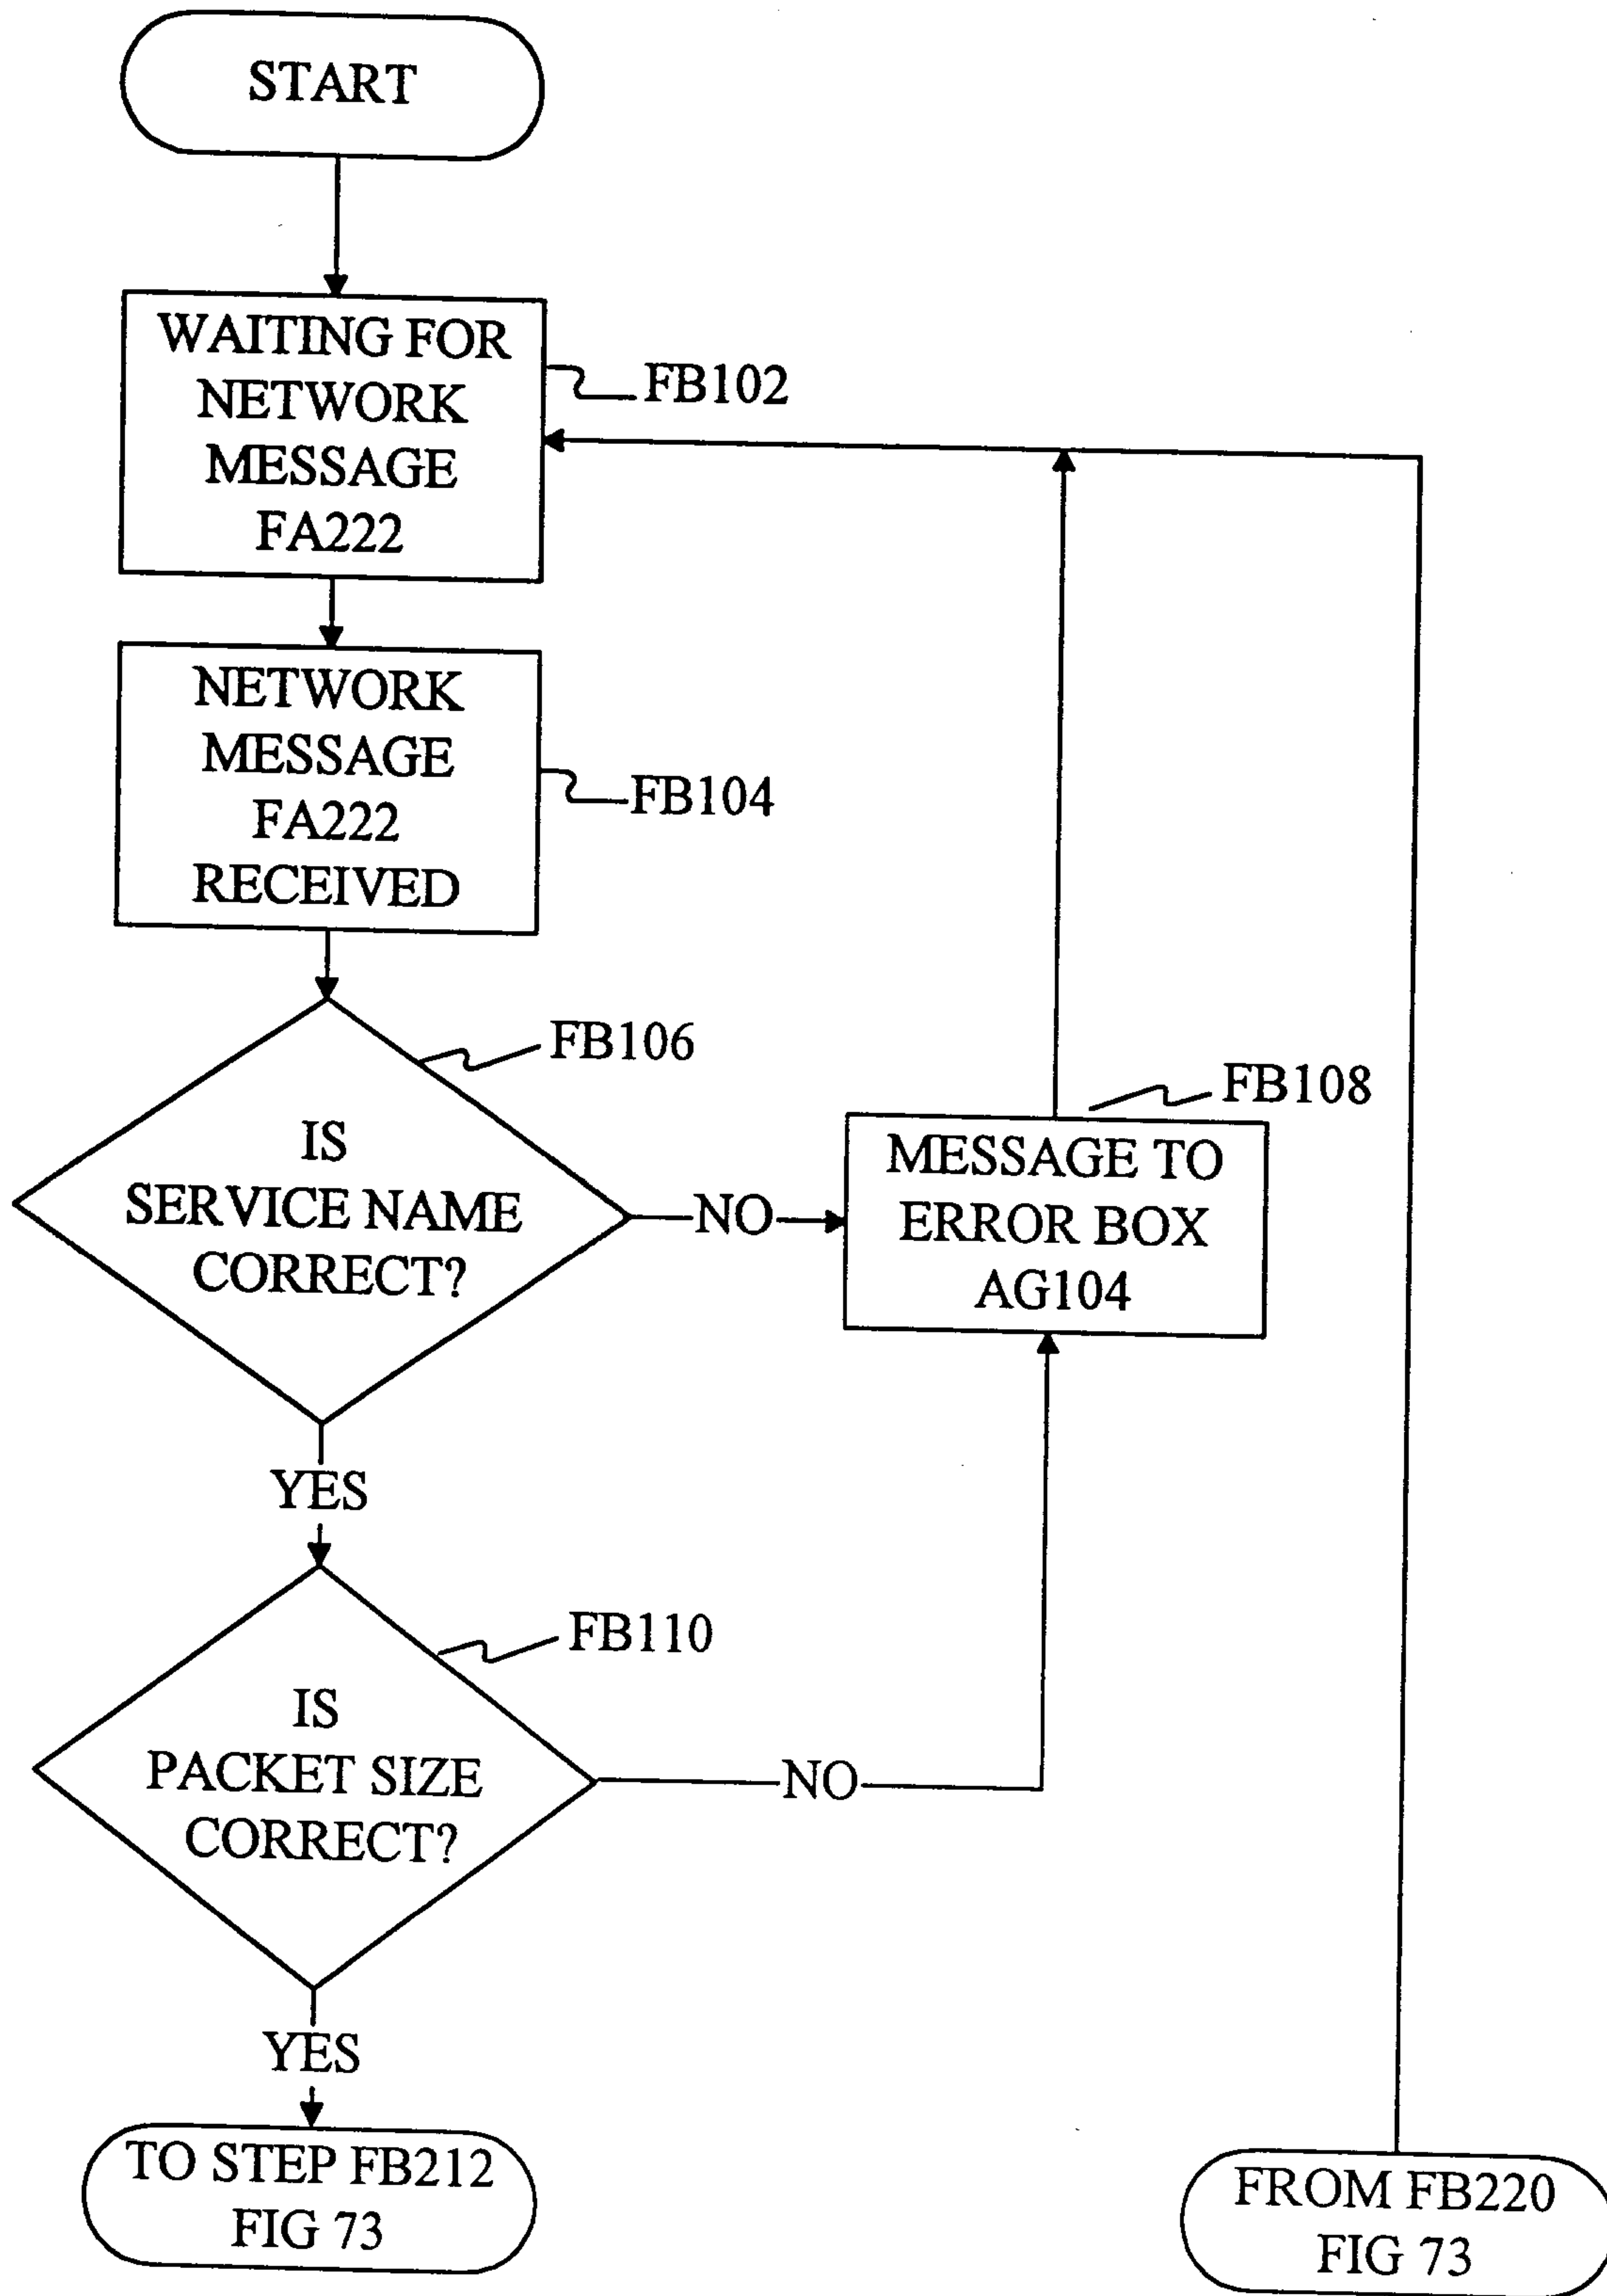 START
WAITING FOR
NETWORK
MESSAGE
FA222
FB102
NETWORK
MESSAGE
FA222
RECEIVED
FB104
FB106
IS
SERVICE NAME
CORRECT?
NO
FB108
MESSAGE TO
ERROR BOX
AG104
YES
FB110
IS
PACKET SIZE
CORRECT?
NO
YES
TO STEP FB212
FIG 73
FROM FB220
FIG 73